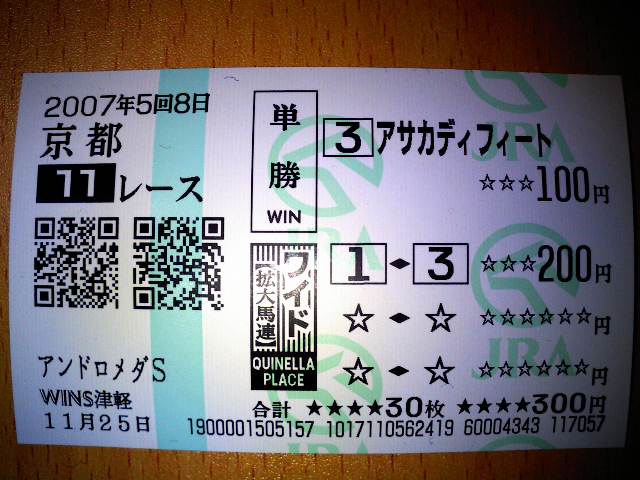 2007年5回8日
京都
11レース
アンドロメダS
WINS津軽
11月25日
単勝
WIN
3 アサカディフィート
☆☆☆100円
ワイド
【拡大馬連】
QUINELLA
PLACE
1 ◆ 3 ☆☆☆200円
☆ ◆ ☆ ☆☆☆☆☆☆円
☆ ◆ ☆ ☆☆☆☆☆☆円
合計 ★★★★30枚 ★★★★300円
1900001505157 1017110562419 60004343 117057
JRA
JRA
JRA